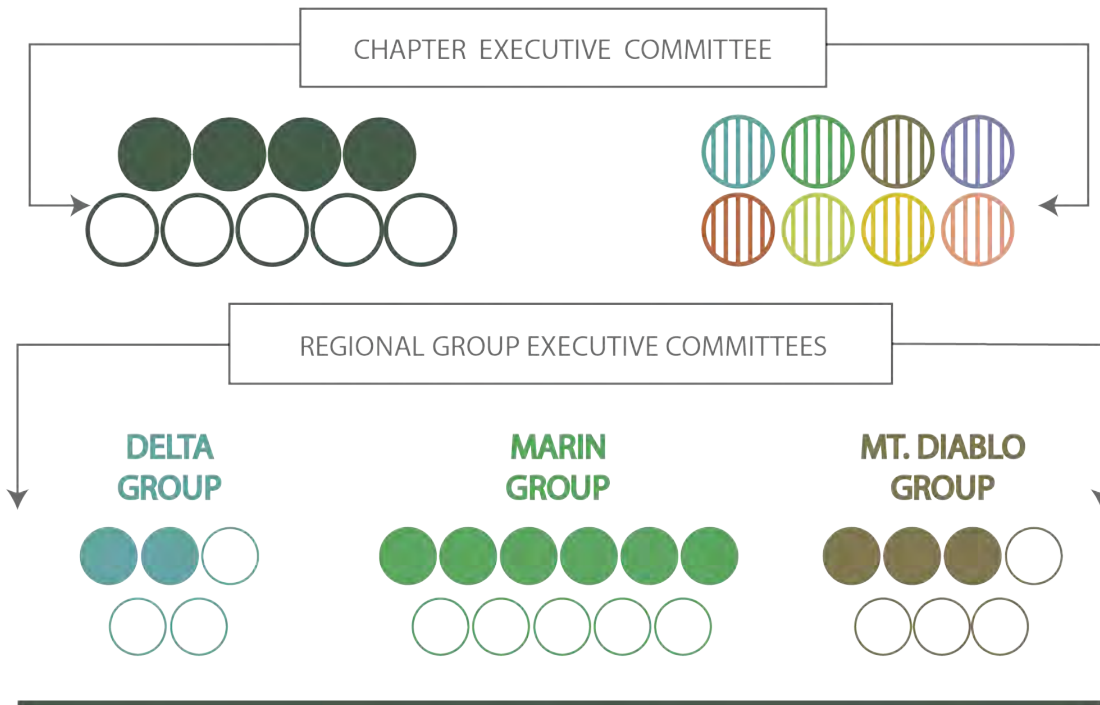 CHAPTER EXECUTIVE COMMITTEE
REGIONAL GROUP EXECUTIVE COMMITTEES
DELTA
GROUP
MARIN
GROUP
MT. DIABLO
GROUP